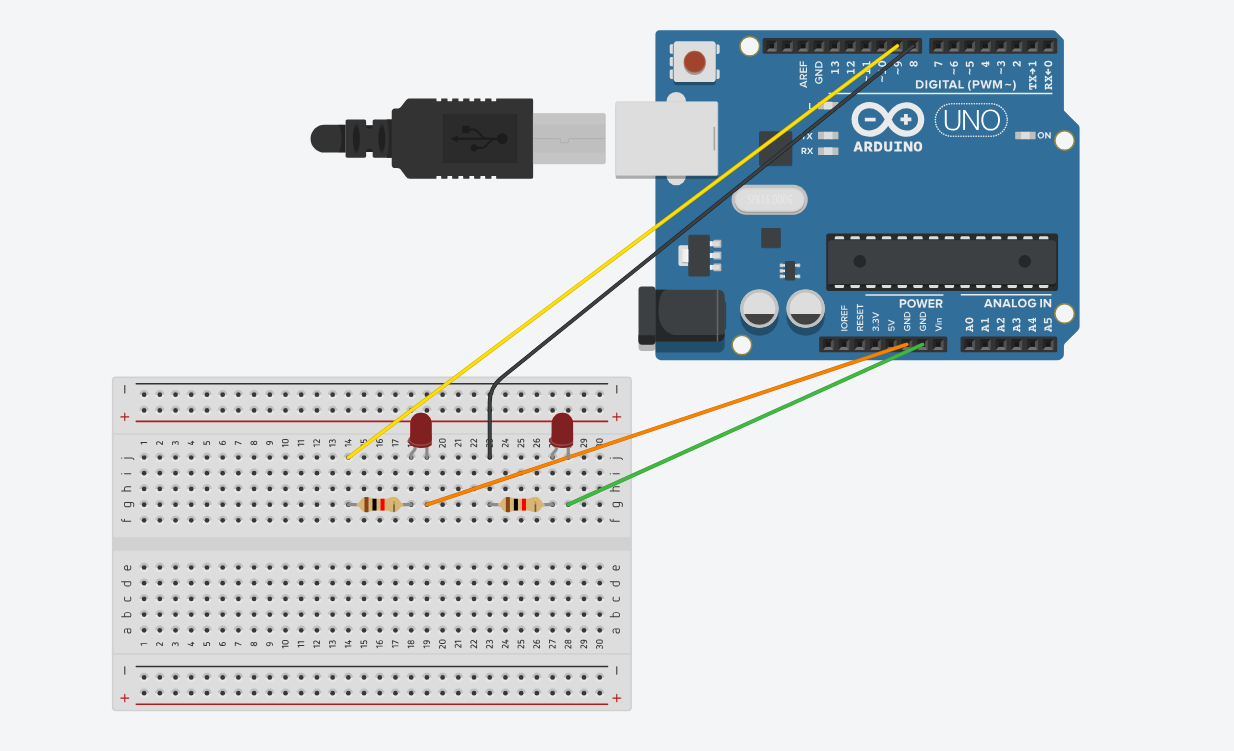 AREF
GND
13
12
~11
~10
~9
8
7
~6
~5
4
~3
2
TX→1
RX←0
DIGITAL (PWM~)
L
TX
RX
UNO
ON
ARDUINO
POWER
ANALOG IN
IOREF
RESET
3.3V
5V
GND
GND
Vin
A0
A1
A2
A3
A4
A5
− −
+ +
1 2 3 4 5 6 7 8 9 10 11 12 13 14 15 16 17 18 19 20 21 22 23 24 25 26 27 28 29 30
j j
i i
h h
g g
f f
e e
d d
c c
b b
a a
1 2 3 4 5 6 7 8 9 10 11 12 13 14 15 16 17 18 19 20 21 22 23 24 25 26 27 28 29 30
− −
+ +